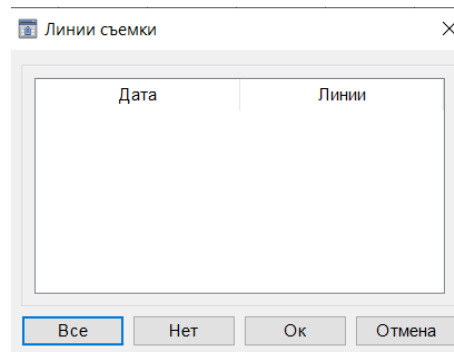 Линии съемки
Дата Линии
Все Нет Ок Отмена